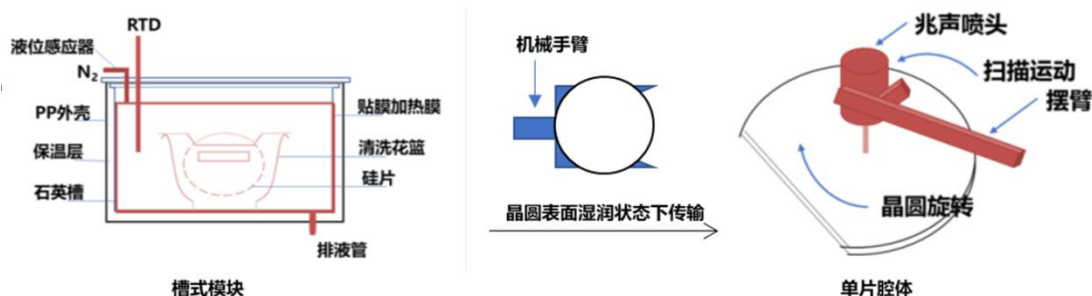 RTD
液位感应器
N₂
PP外壳
保温层
石英槽
贴膜加热膜
清洗花篮
硅片
排液管
槽式模块
机械手臂
晶圆表面湿润状态下传输
兆声喷头
扫描运动
摆臂
晶圆旋转
单片腔体